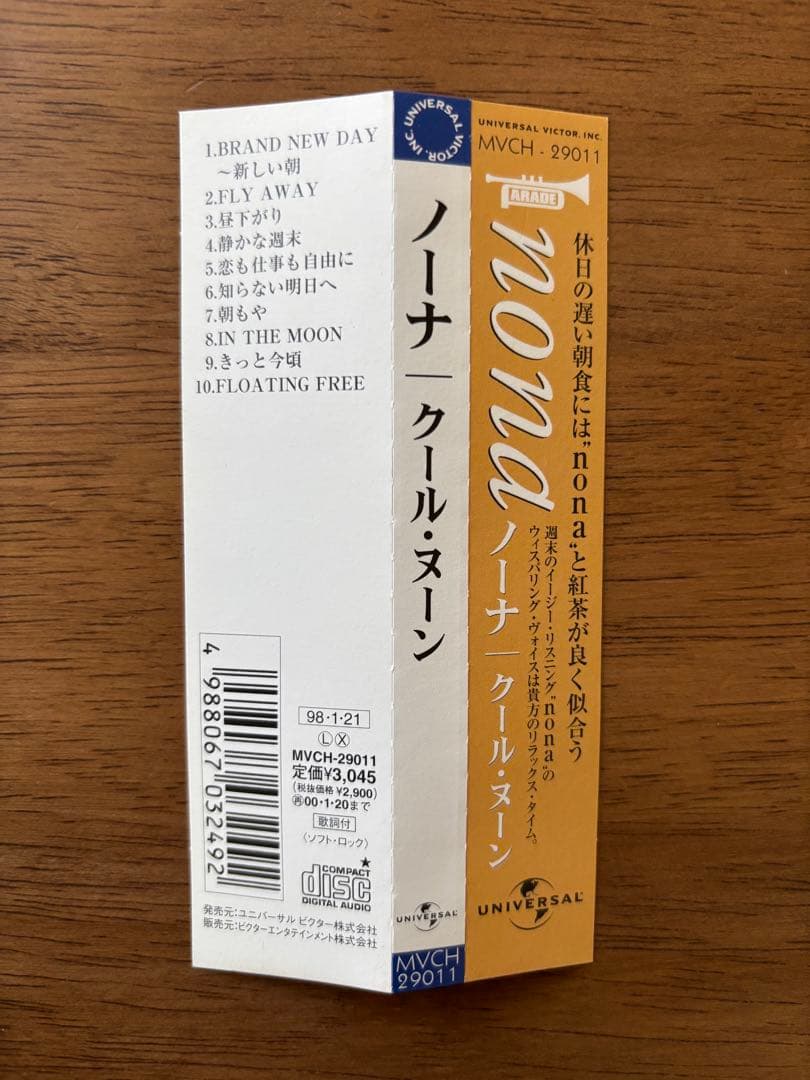 1.BRAND NEW DAY
～新しい朝
2.FLY AWAY
3.昼下がり
4.静かな週末
5.恋も仕事も自由に
6.知らない明日へ
7.朝もや
8.IN THE MOON
9.きっと今頃
10.FLOATING FREE
4 988067 032492
98・1・21
Ⓛ Ⓧ
MVCH-29011
定価¥3,045
(税抜価格 ¥2,900)
㊢00・1・20まで
歌詞付
(ソフト・ロック)
COMPACT
disc
DIGITAL AUDIO
発売元:ユニバーサル ビクター株式会社
販売元:ビクターエンタテインメント株式会社
UNIVERSAL VICTOR, INC.
ノーナ｜クール・ヌーン
UNIVERSAL
MVCH
29011
UNIVERSAL VICTOR, INC.
MVCH - 29011
PARADE
nona
ノーナ｜クール・ヌーン
休日の遅い朝食には"nona"と紅茶が良く似合う
週末のイージー・リスニング"nona"の
ウィスパリング・ヴォイスは貴方のリラックス・タイム。
UNIVERSAL